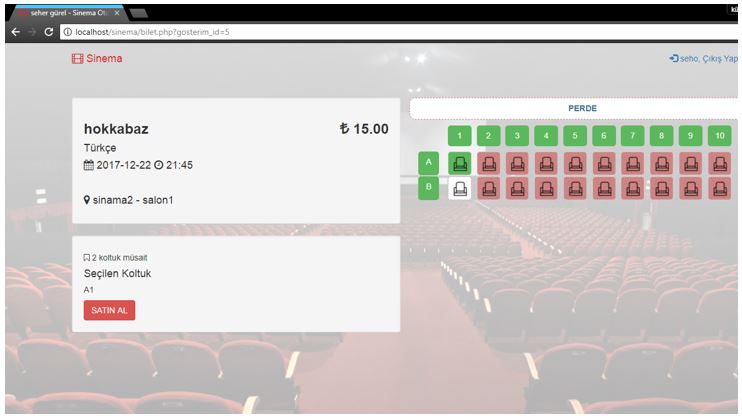 seher gürel - Sinema Oto
kü
localhost/sinema/bilet.php?gosterim_id=5
Sinema
seho, Çıkış Yap
hokkabaz
₺ 15.00
Türkçe
2017-12-22 21:45
sinama2 - salon1
2 koltuk müsait
Seçilen Koltuk
A1
SATIN AL
PERDE
1 2 3 4 5 6 7 8 9 10
A
B